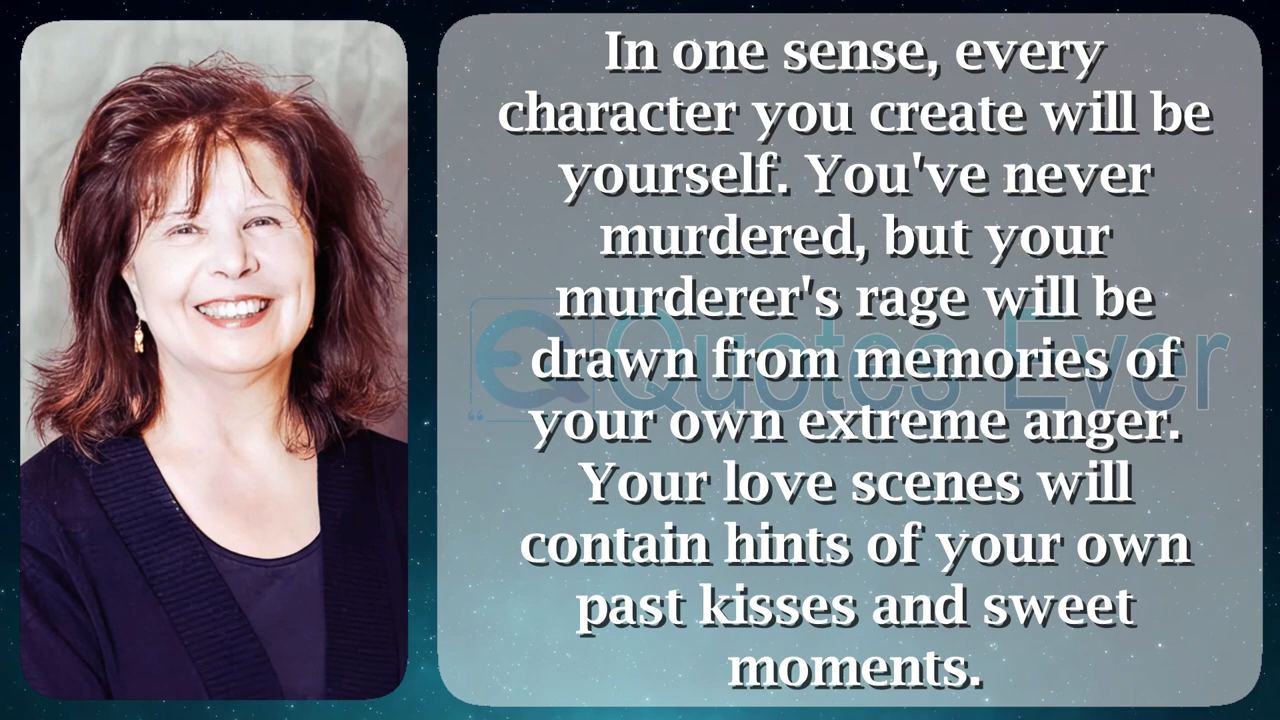 In one sense, every
character you create will be
yourself. You've never
murdered, but your
murderer's rage will be
drawn from memories of
your own extreme anger.
Your love scenes will
contain hints of your own
past kisses and sweet
moments.
Quotes Ever